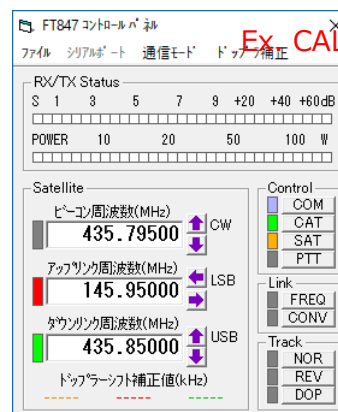 FT847 コントロール パネル
Ex. CAL
ファイル シリアルポート 通信モード ドップラ補正
RX/TX Status
S 1 3 5 7 9 +20 +40 +60dB
POWER 10 20 50 100 W
Satellite
ビーコン周波数(MHz)
435.79500 CW
アップリンク周波数(MHz)
145.95000 LSB
ダウンリンク周波数(MHz)
435.85000 USB
ドップラーシフト補正値(kHz)
----- ----- -----
Control
COM
CAT
SAT
PTT
Link
FREQ
CONV
Track
NOR
REV
DOP